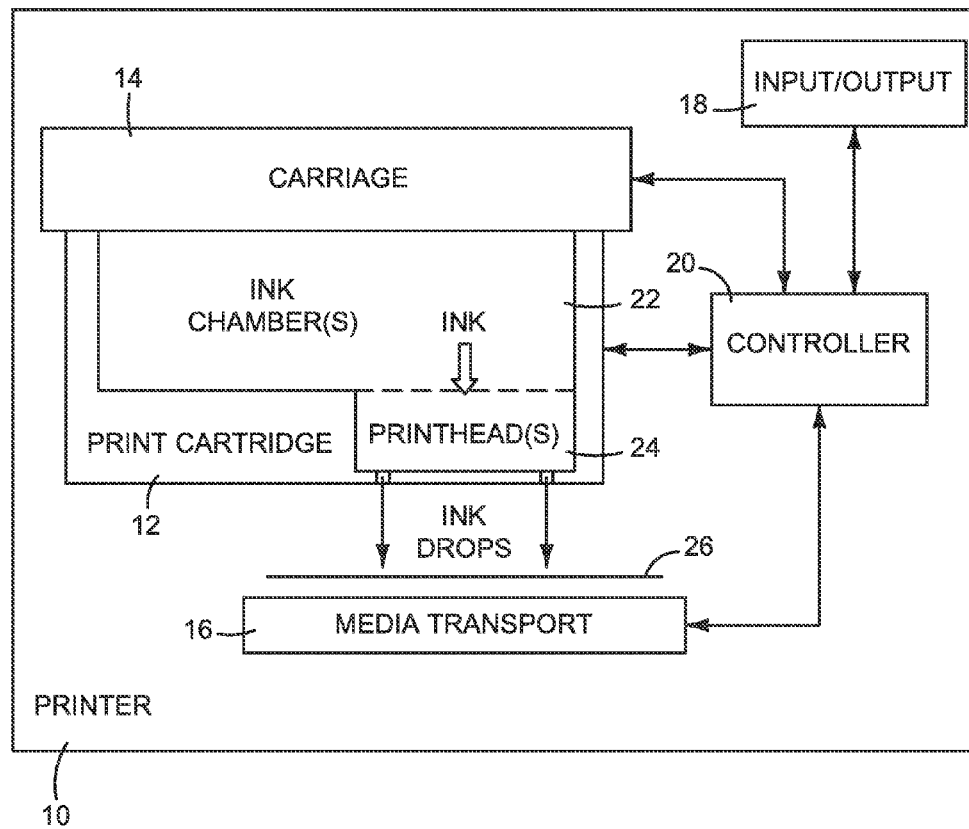 14
INPUT/OUTPUT
18
CARRIAGE
20
INK
CHAMBER(S)
INK
22
CONTROLLER
PRINT CARTRIDGE
PRINTHEAD(S)
24
12
INK
DROPS
26
16
MEDIA TRANSPORT
PRINTER
10